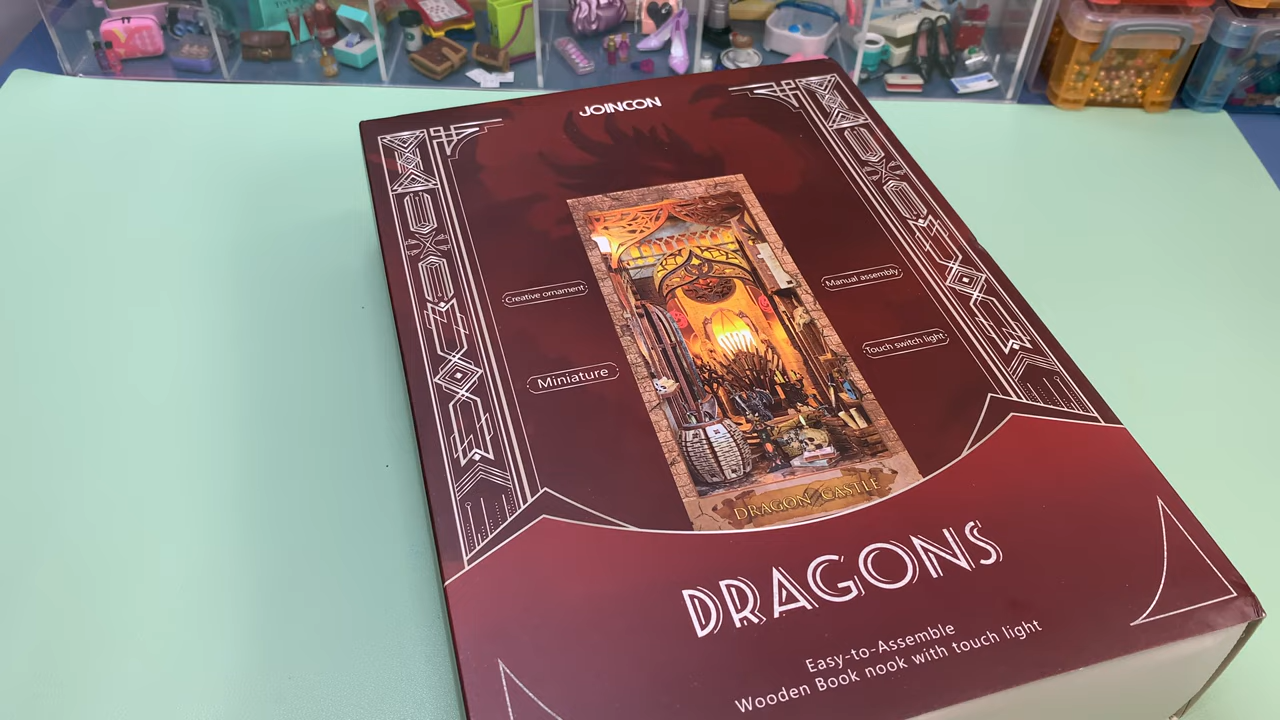 JOINCON
Creative ornament
Manual assembly
Miniature
Touch switch light
DRAGON CASTLE
DRAGONS
Easy-to-Assemble
Wooden Book nook with touch light